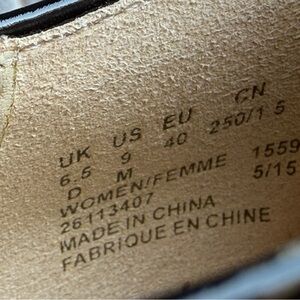 UK US EU CN
6.5 9 40 250/1 5
D M
WOMEN/FEMME 1559
26113407 5/15
MADE IN CHINA
FABRIQUE EN CHINE